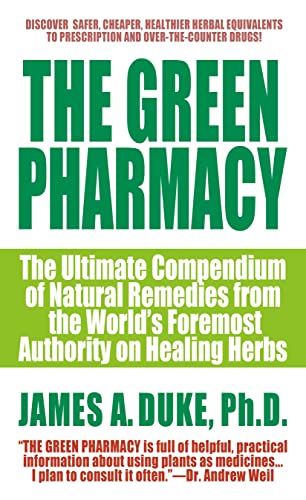 DISCOVER SAFER, CHEAPER, HEALTHIER HERBAL EQUIVALENTS
TO PRESCRIPTION AND OVER-THE-COUNTER DRUGS!
THE GREEN
PHARMACY
The Ultimate Compendium
of Natural Remedies from
the World's Foremost
Authority on Healing Herbs
JAMES A. DUKE, Ph.D.
"THE GREEN PHARMACY is full of helpful, practical
information about using plants as medicines...
I plan to consult it often."—Dr. Andrew Weil